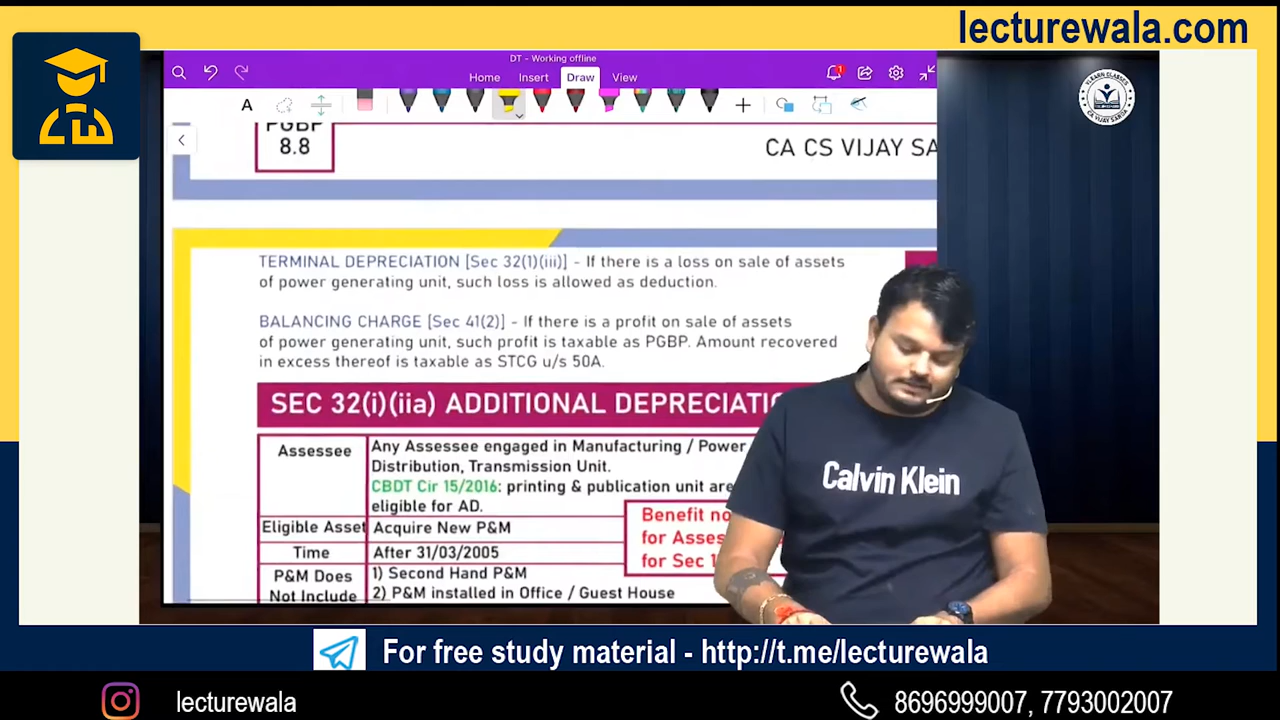 lecturewala.com
DT - Working offline
Home Insert Draw View
A
PGBP
8.8
CA CS VIJAY SA
TERMINAL DEPRECIATION [Sec 32(1)(iii)] - If there is a loss on sale of assets
of power generating unit, such loss is allowed as deduction.
BALANCING CHARGE [Sec 41(2)] - If there is a profit on sale of assets
of power generating unit, such profit is taxable as PGBP. Amount recovered
in excess thereof is taxable as STCG u/s 50A.
SEC 32(i)(iia) ADDITIONAL DEPRECIATIO
Assessee
Any Assessee engaged in Manufacturing / Power
Distribution, Transmission Unit.
CBDT Cir 15/2016: printing & publication unit are
eligible for AD.
Eligible Asset Acquire New P&M
Time After 31/03/2005
P&M Does
Not Include
1) Second Hand P&M
2) P&M installed in Office / Guest House
Benefit no
for Asses
for Sec 1
Calvin Klein
For free study material - http://t.me/lecturewala
lecturewala
8696999007, 7793002007